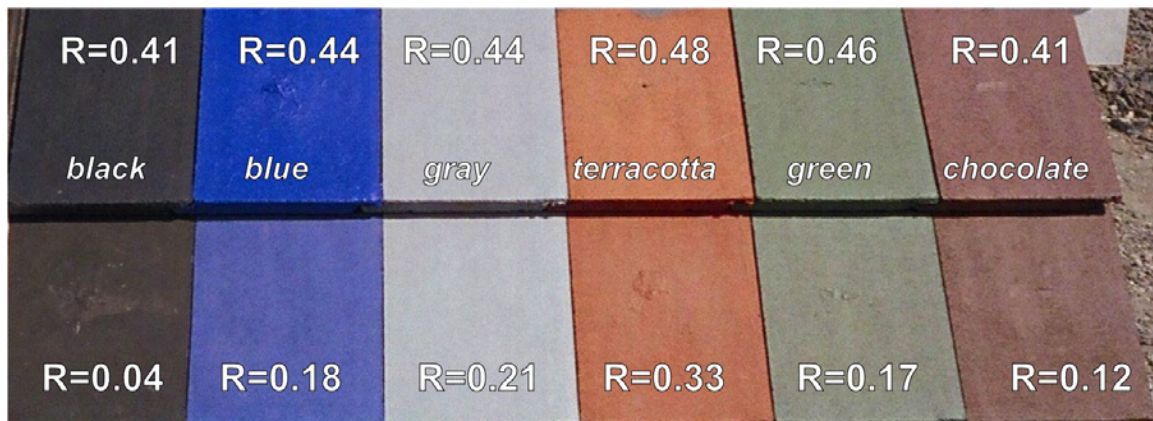 R=0.41 R=0.44 R=0.44 R=0.48 R=0.46 R=0.41
black blue gray terracotta green chocolate
R=0.04 R=0.18 R=0.21 R=0.33 R=0.17 R=0.12